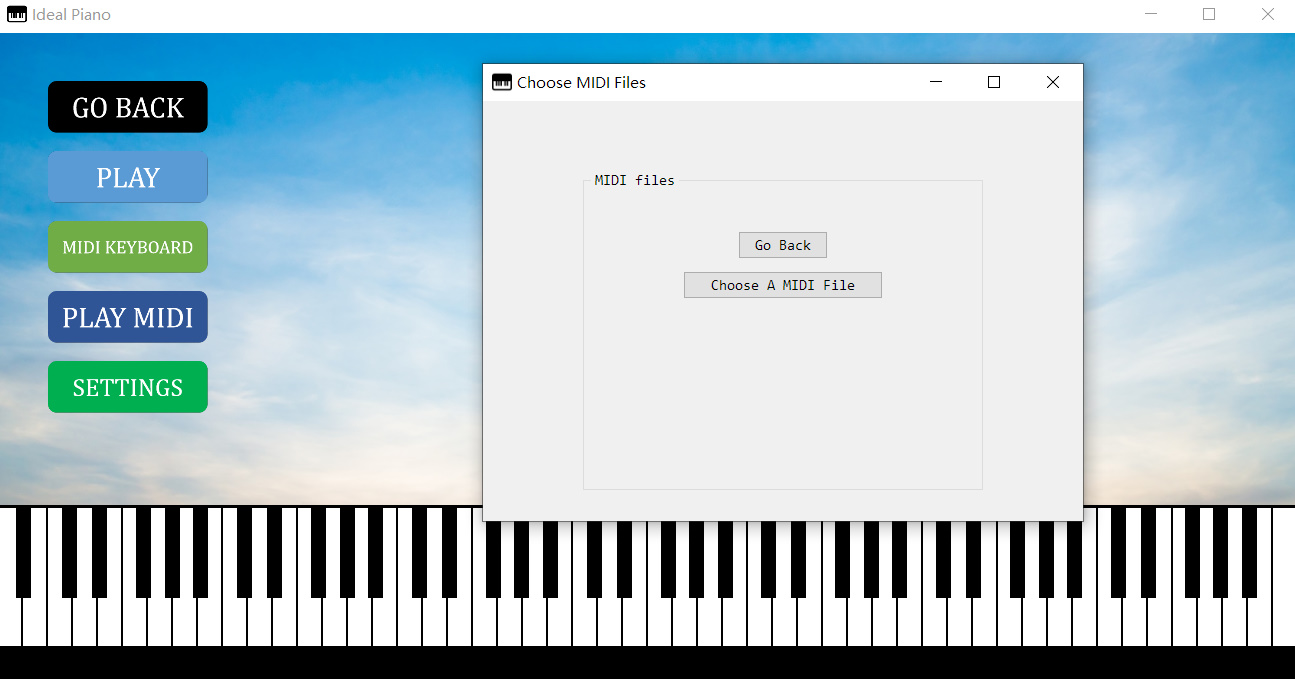 Ideal Piano
GO BACK
PLAY
MIDI KEYBOARD
PLAY MIDI
SETTINGS
Choose MIDI Files
MIDI files
Go Back
Choose A MIDI File